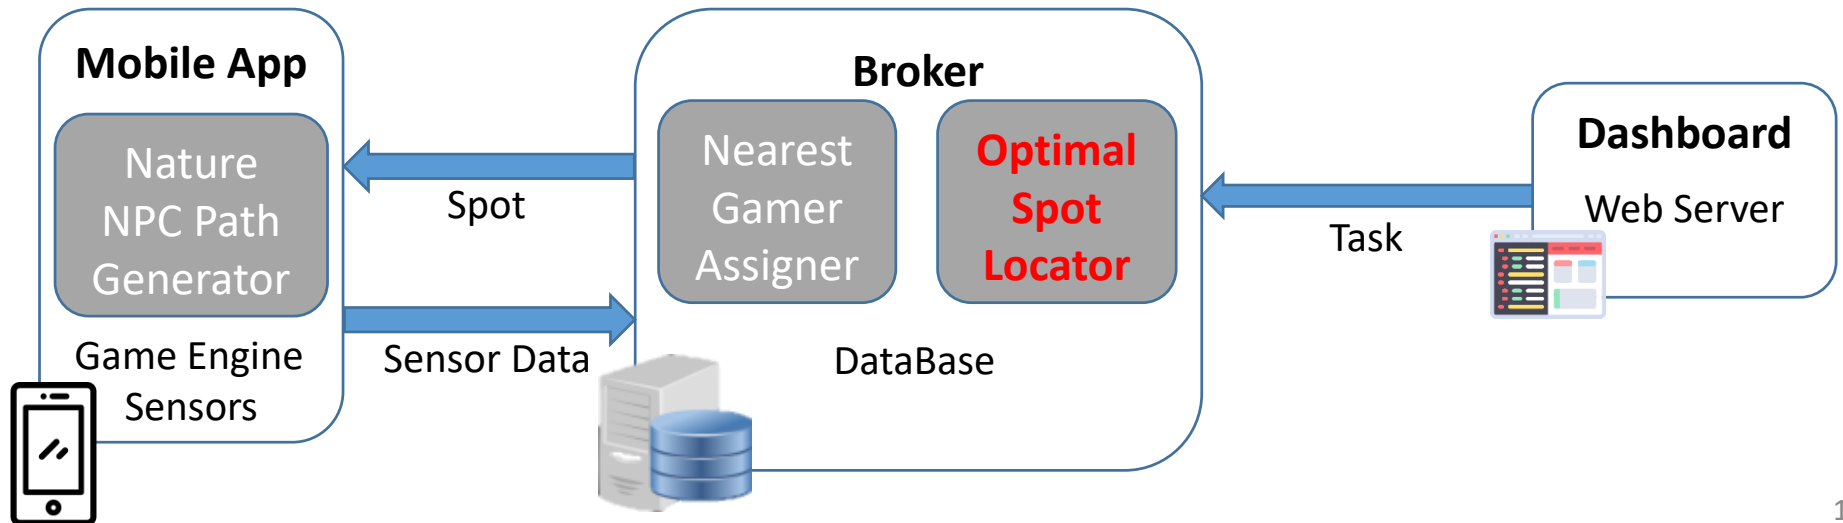 Mobile App
Nature
NPC Path
Generator
Game Engine
Sensors
Spot
Sensor Data
Broker
Nearest
Gamer
Assigner
Optimal
Spot
Locator
DataBase
Task
Dashboard
Web Server
1